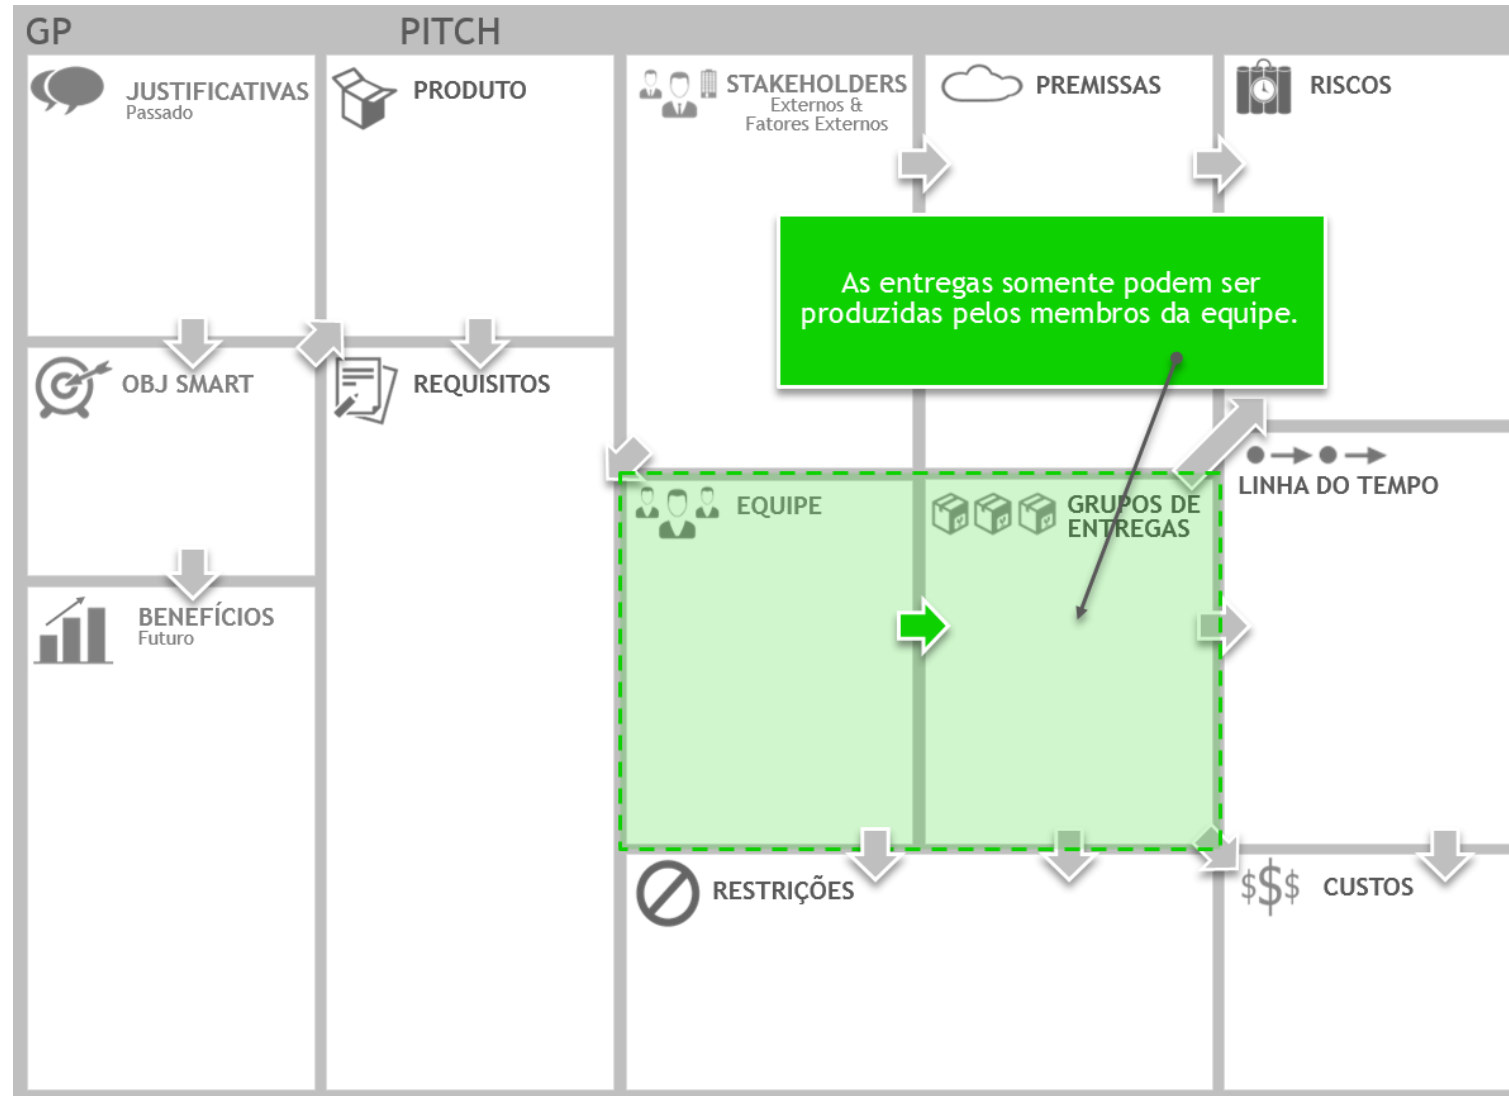 GP
PITCH
JUSTIFICATIVAS
Passado
PRODUTO
STAKEHOLDERS
Externos &
Fatores Externos
PREMISSAS
RISCOS
As entregas somente podem ser
produzidas pelos membros da equipe.
OBJ SMART
REQUISITOS
LINHA DO TEMPO
EQUIPE
GRUPOS DE
ENTREGAS
BENEFÍCIOS
Futuro
RESTRIÇÕES
$$$
CUSTOS